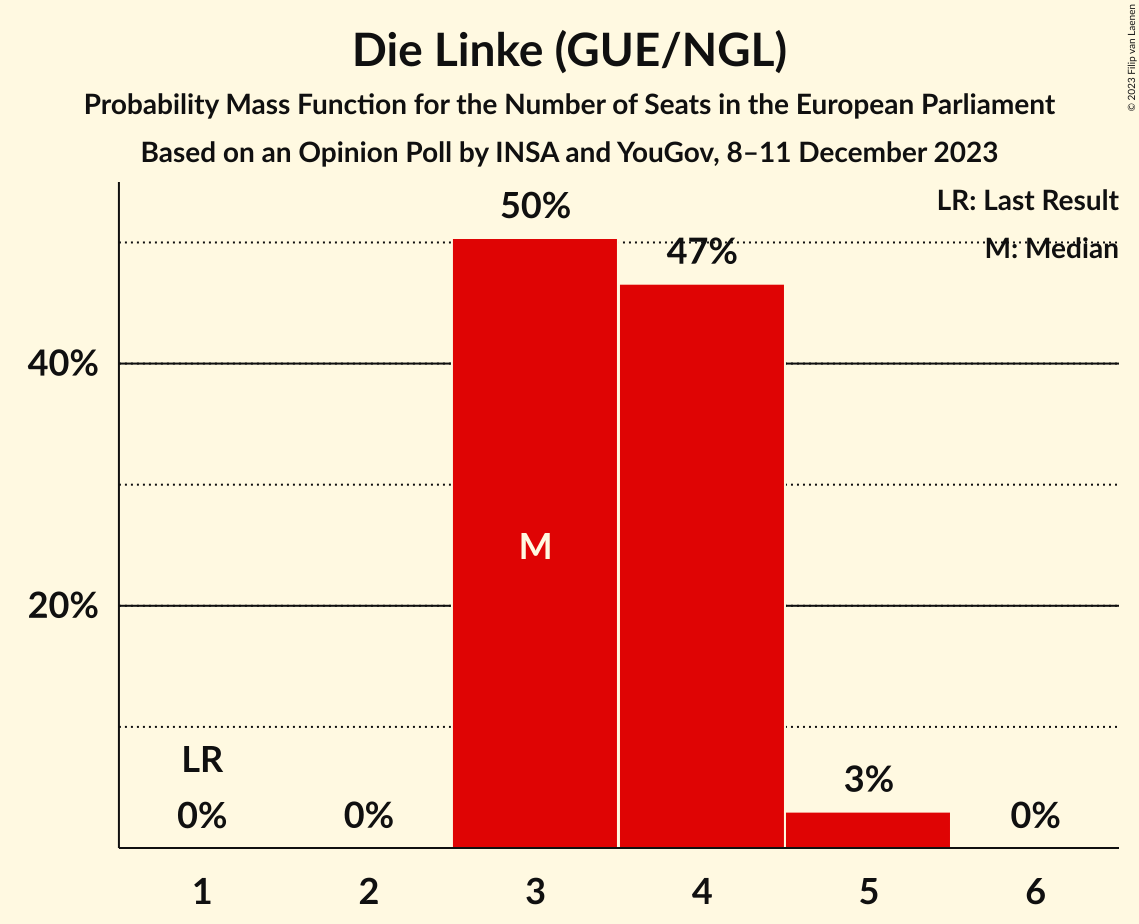 Die Linke (GUE/NGL)
Probability Mass Function for the Number of Seats in the European Parliament
Based on an Opinion Poll by INSA and YouGov, 8–11 December 2023
© 2023 Filip van Laenen
LR: Last Result
M: Median
50%
47%
40%
M
20%
LR
0%
0%
3%
0%
1
2
3
4
5
6